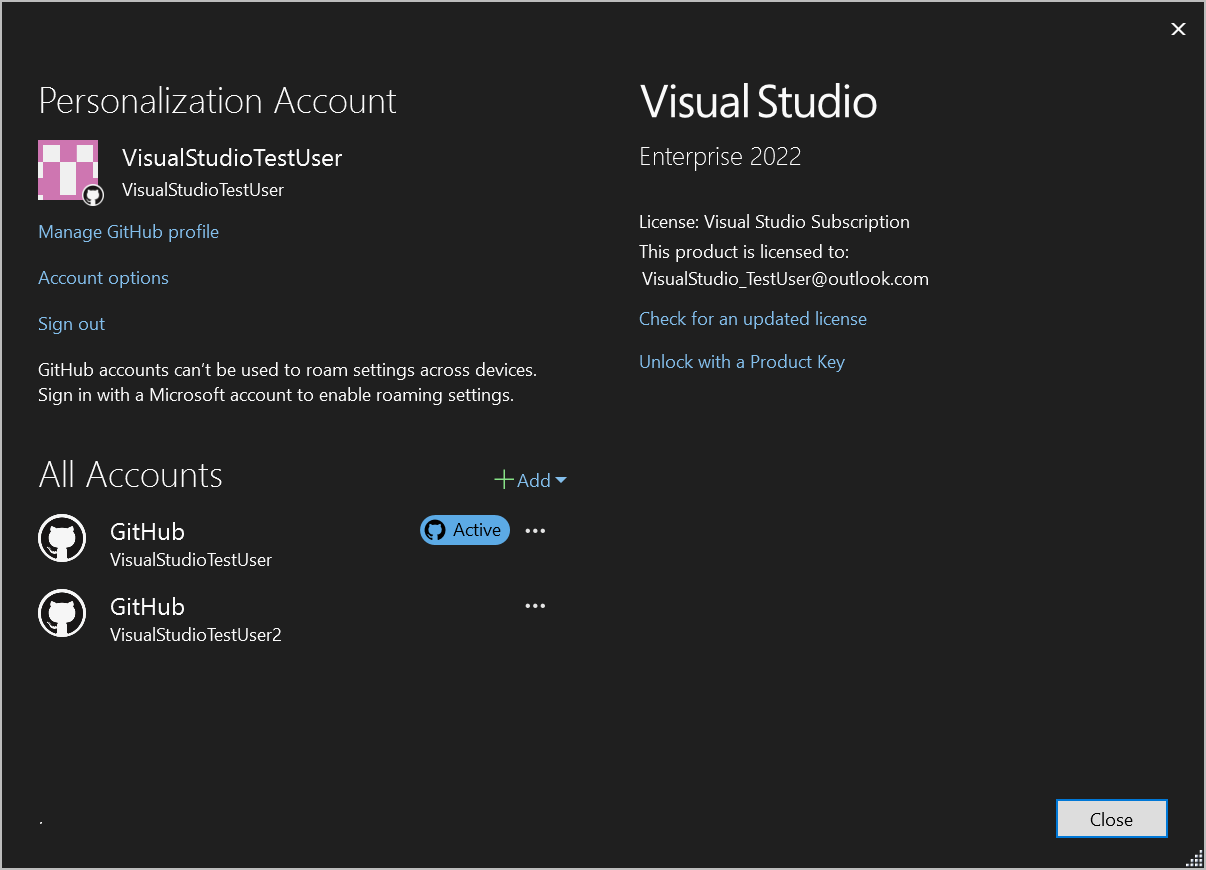 Personalization Account
VisualStudioTestUser
VisualStudioTestUser
Manage GitHub profile
Account options
Sign out
GitHub accounts can’t be used to roam settings across devices.
Sign in with a Microsoft account to enable roaming settings.
All Accounts
Add
GitHub
Active
VisualStudioTestUser
GitHub
VisualStudioTestUser2
.
Visual Studio
Enterprise 2022
License: Visual Studio Subscription
This product is licensed to:
VisualStudio_TestUser@outlook.com
Check for an updated license
Unlock with a Product Key
Close